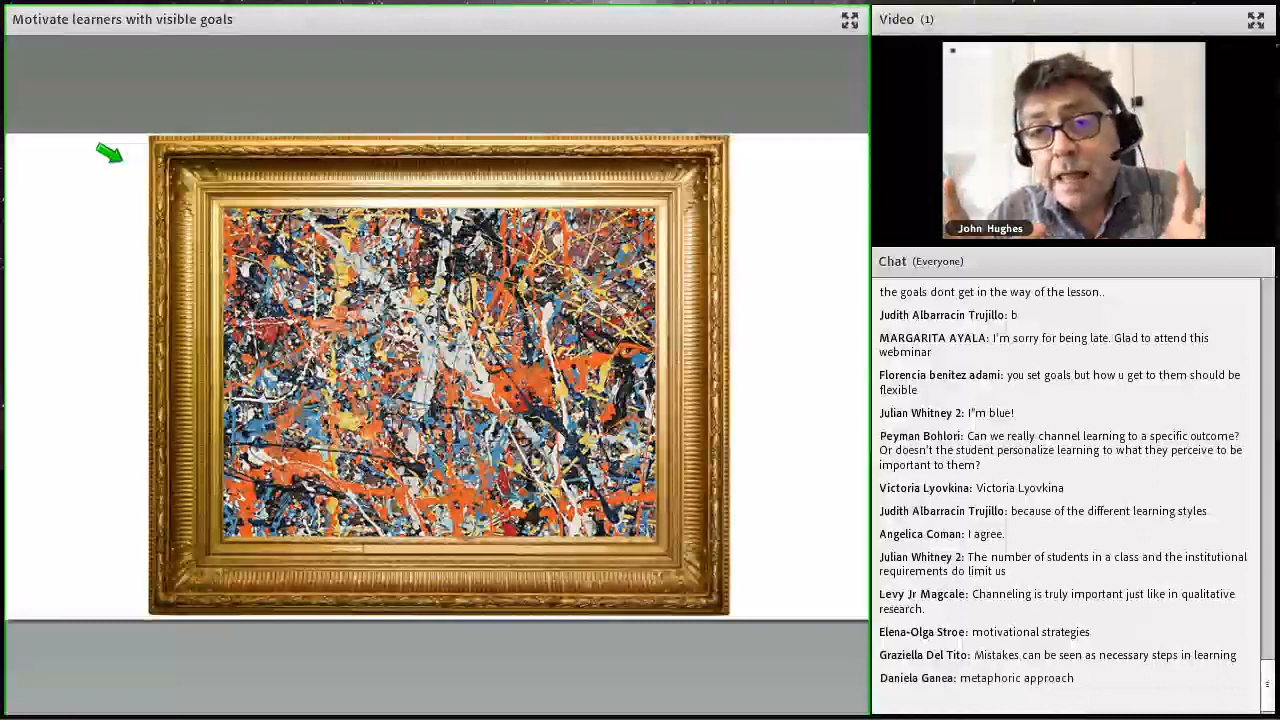 Motivate learners with visible goals
Video (1)
John Hughes
Chat (Everyone)
the goals dont get in the way of the lesson..
Judith Albarracin Trujillo: b
MARGARITA AYALA: I'm sorry for being late. Glad to attend this
webminar
Florencia benitez adami: you set goals but how u get to them should be
flexible
Julian Whitney 2: I"m blue!
Peyman Bohlori: Can we really channel learning to a specific outcome?
Or doesn't the student personalize learning to what they perceive to be
important to them?
Victoria Lyovkina: Victoria Lyovkina
Judith Albarracin Trujillo: because of the different learning styles
Angelica Coman: I agree.
Julian Whitney 2: The number of students in a class and the institutional
requirements do limit us
Levy Jr Magcale: Channeling is truly important just like in qualitative
research.
Elena-Olga Stroe: motivational strategies
Graziella Del Tito: Mistakes can be seen as necessary steps in learning
Daniela Ganea: metaphoric approach